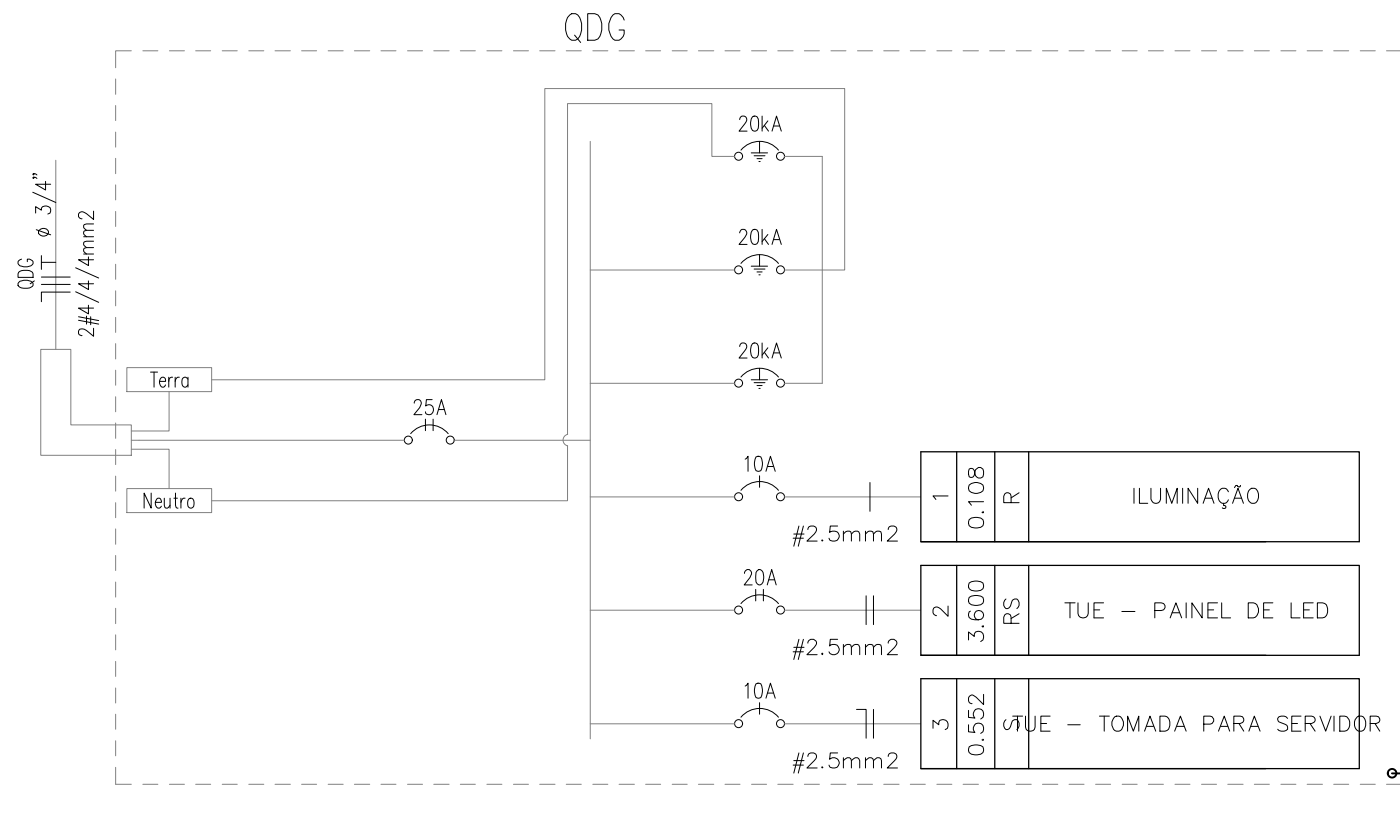 QDG
20kA
ø 3/4"
QDG
2#4/4/4mm2
20kA
20kA
Terra
25A
Neutro
10A
#2.5mm2
1
0.108
R
ILUMINAÇÃO
20A
#2.5mm2
2
3.600
RS
TUE - PAINEL DE LED
10A
#2.5mm2
3
0.552
S
TUE - TOMADA PARA SERVIDOR